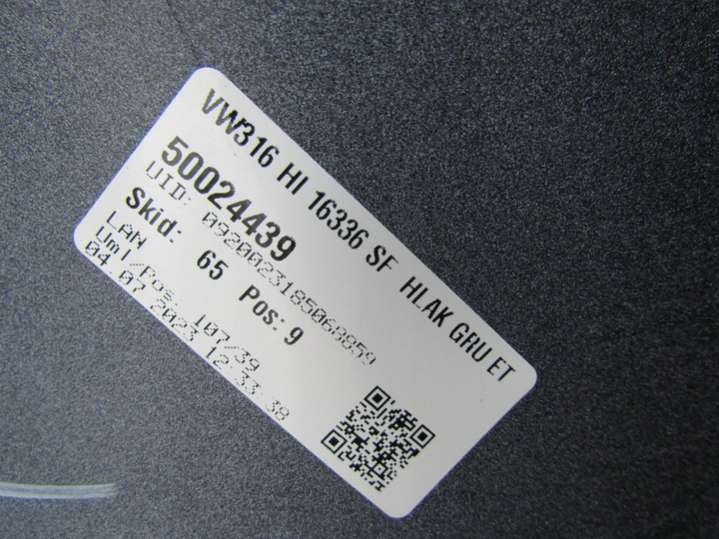 VW316 HI 16336 SF HLAK GRU ET
50024439
UID: 0920023185068859
Skid: 65 Pos: 9
LAN
Uml/Pos: 107/39
04.07.2023 12.33.38